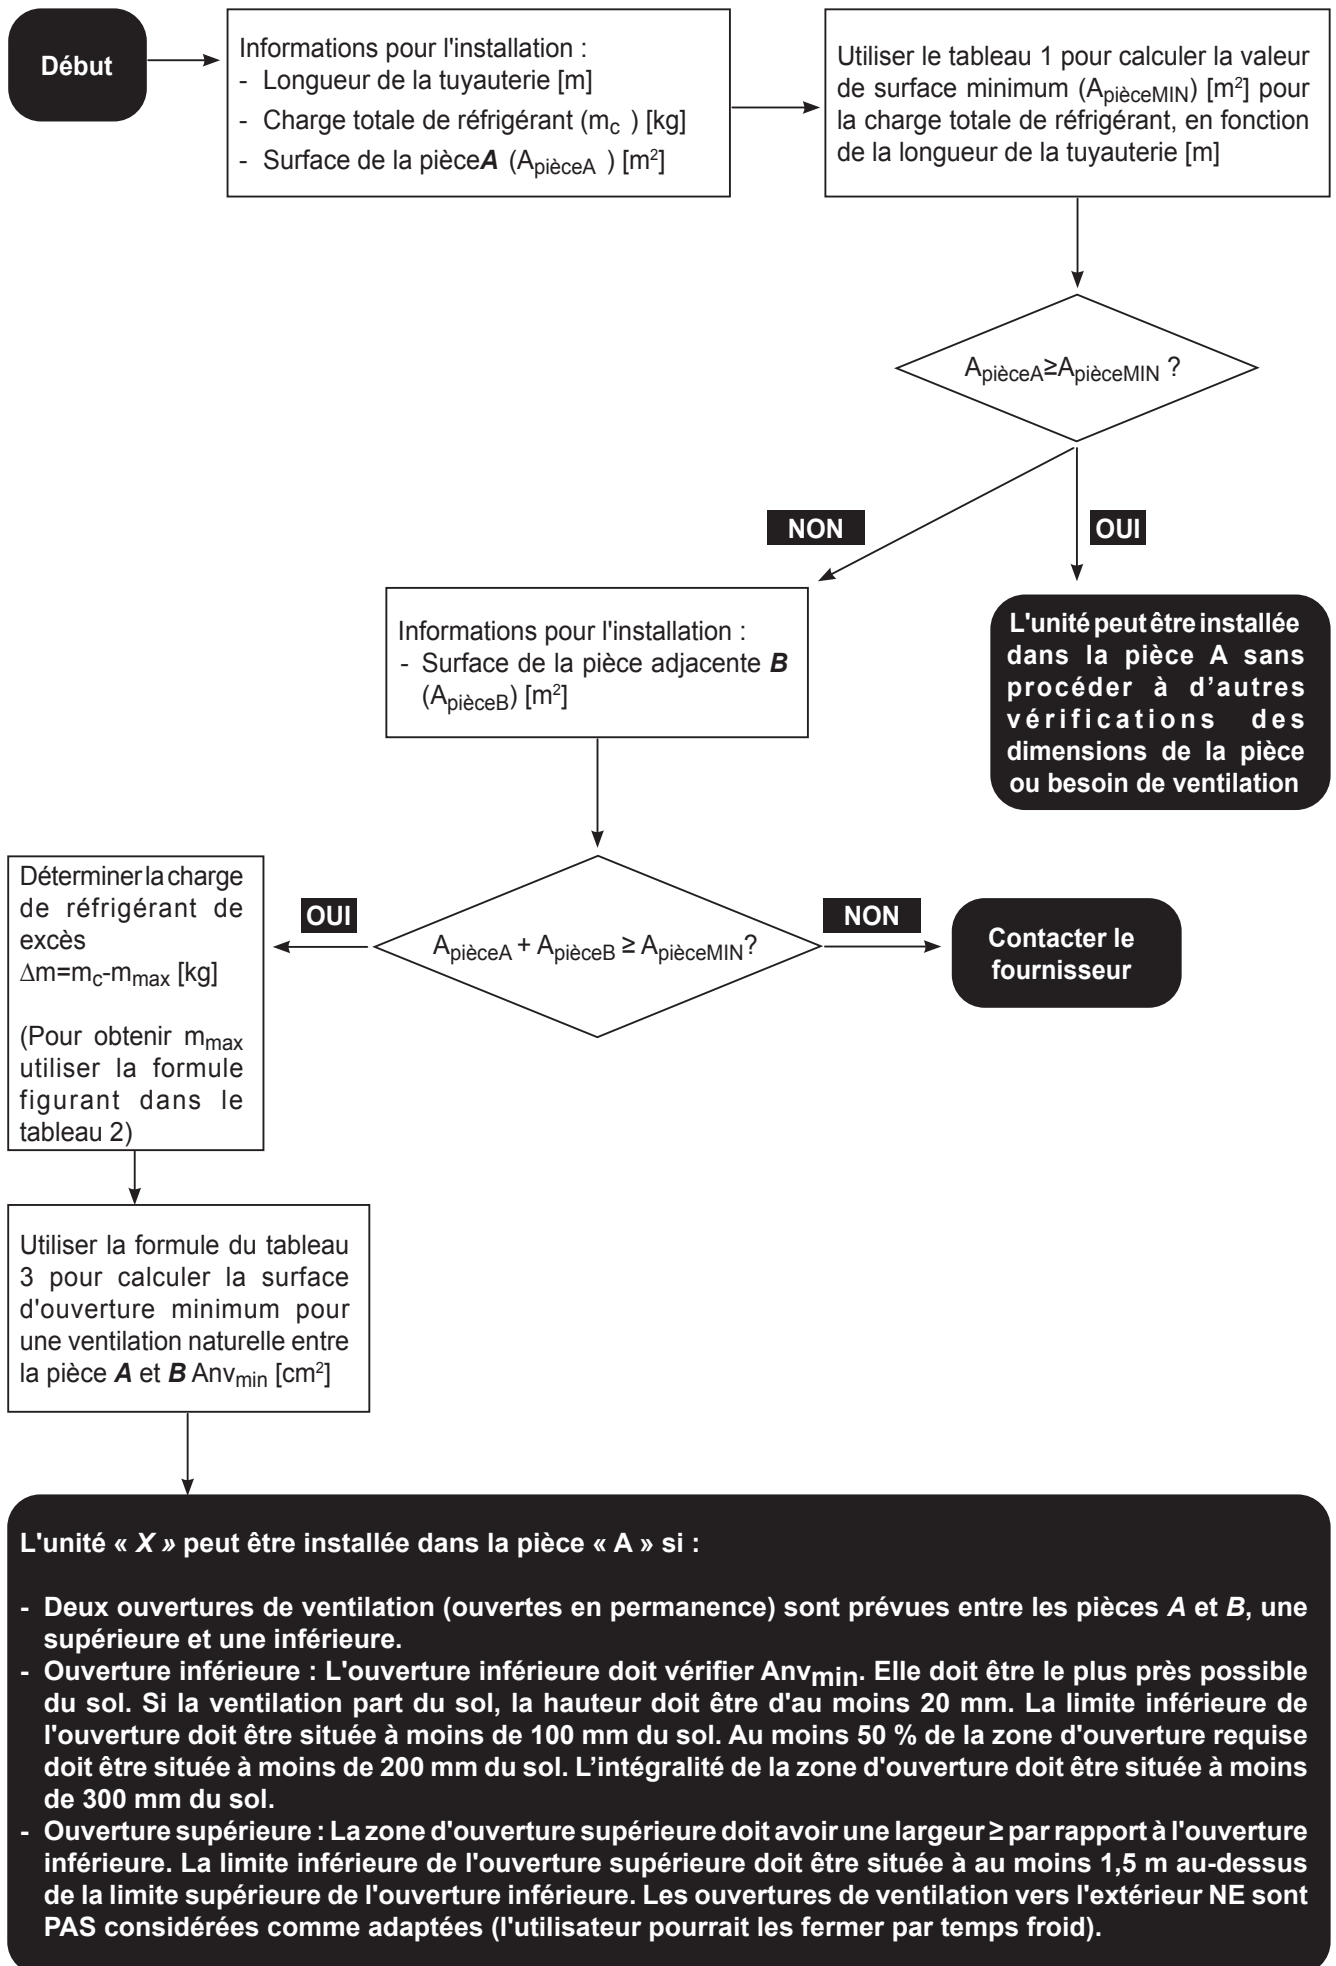 Début
Informations pour l'installation :
- Longueur de la tuyauterie [m]
- Charge totale de réfrigérant (mc ) [kg]
- Surface de la pièceA (ApièceA ) [m²]
Utiliser le tableau 1 pour calculer la valeur
de surface minimum (ApièceMIN) [m²] pour
la charge totale de réfrigérant, en fonction
de la longueur de la tuyauterie [m]
ApièceA≥ApièceMIN ?
NON
OUI
Informations pour l'installation :
- Surface de la pièce adjacente B
(ApièceB) [m²]
L'unité peut être installée
dans la pièce A sans
procéder à d’autres
vérifications des
dimensions de la pièce
ou besoin de ventilation
Déterminer la charge
de réfrigérant de
excès
Δm=mc-mmax [kg]
(Pour obtenir mmax
utiliser la formule
figurant dans le
tableau 2)
OUI
ApièceA + ApièceB ≥ ApièceMIN?
NON
Contacter le
fournisseur
Utiliser la formule du tableau
3 pour calculer la surface
d'ouverture minimum pour
une ventilation naturelle entre
la pièce A et B Anvmin [cm²]
L'unité « X » peut être installée dans la pièce « A » si :
- Deux ouvertures de ventilation (ouvertes en permanence) sont prévues entre les pièces A et B, une
supérieure et une inférieure.
- Ouverture inférieure : L'ouverture inférieure doit vérifier Anvmin. Elle doit être le plus près possible
du sol. Si la ventilation part du sol, la hauteur doit être d'au moins 20 mm. La limite inférieure de
l'ouverture doit être située à moins de 100 mm du sol. Au moins 50 % de la zone d'ouverture requise
doit être située à moins de 200 mm du sol. L’intégralité de la zone d'ouverture doit être située à moins
de 300 mm du sol.
- Ouverture supérieure : La zone d'ouverture supérieure doit avoir une largeur ≥ par rapport à l'ouverture
inférieure. La limite inférieure de l'ouverture supérieure doit être située à au moins 1,5 m au-dessus
de la limite supérieure de l'ouverture inférieure. Les ouvertures de ventilation vers l'extérieur NE sont
PAS considérées comme adaptées (l'utilisateur pourrait les fermer par temps froid).